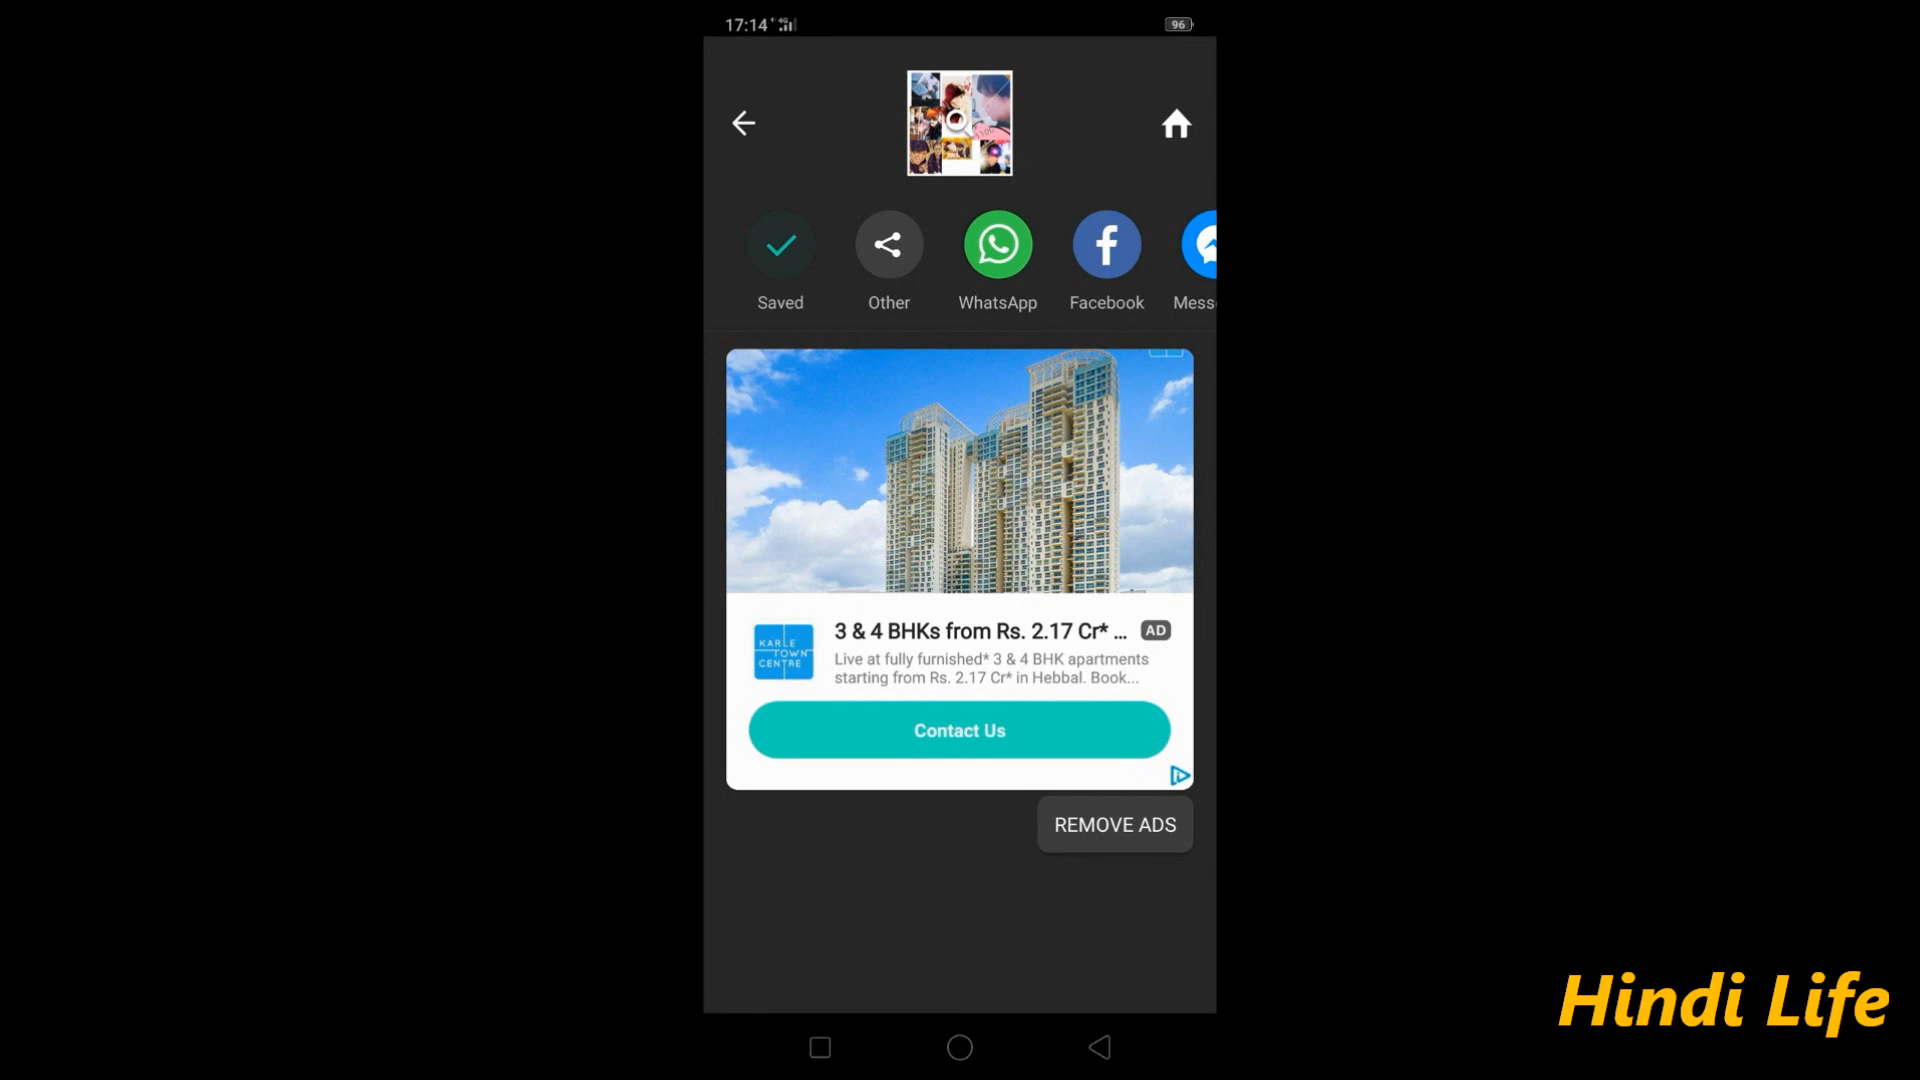 17:14 4G
96
Saved
Other
WhatsApp
Facebook
Mess
3 & 4 BHKs from Rs. 2.17 Cr* ... AD
KARLE
TOWN
CENTRE
Live at fully furnished* 3 & 4 BHK apartments
starting from Rs. 2.17 Cr* in Hebbal. Book...
Contact Us
REMOVE ADS
Hindi Life